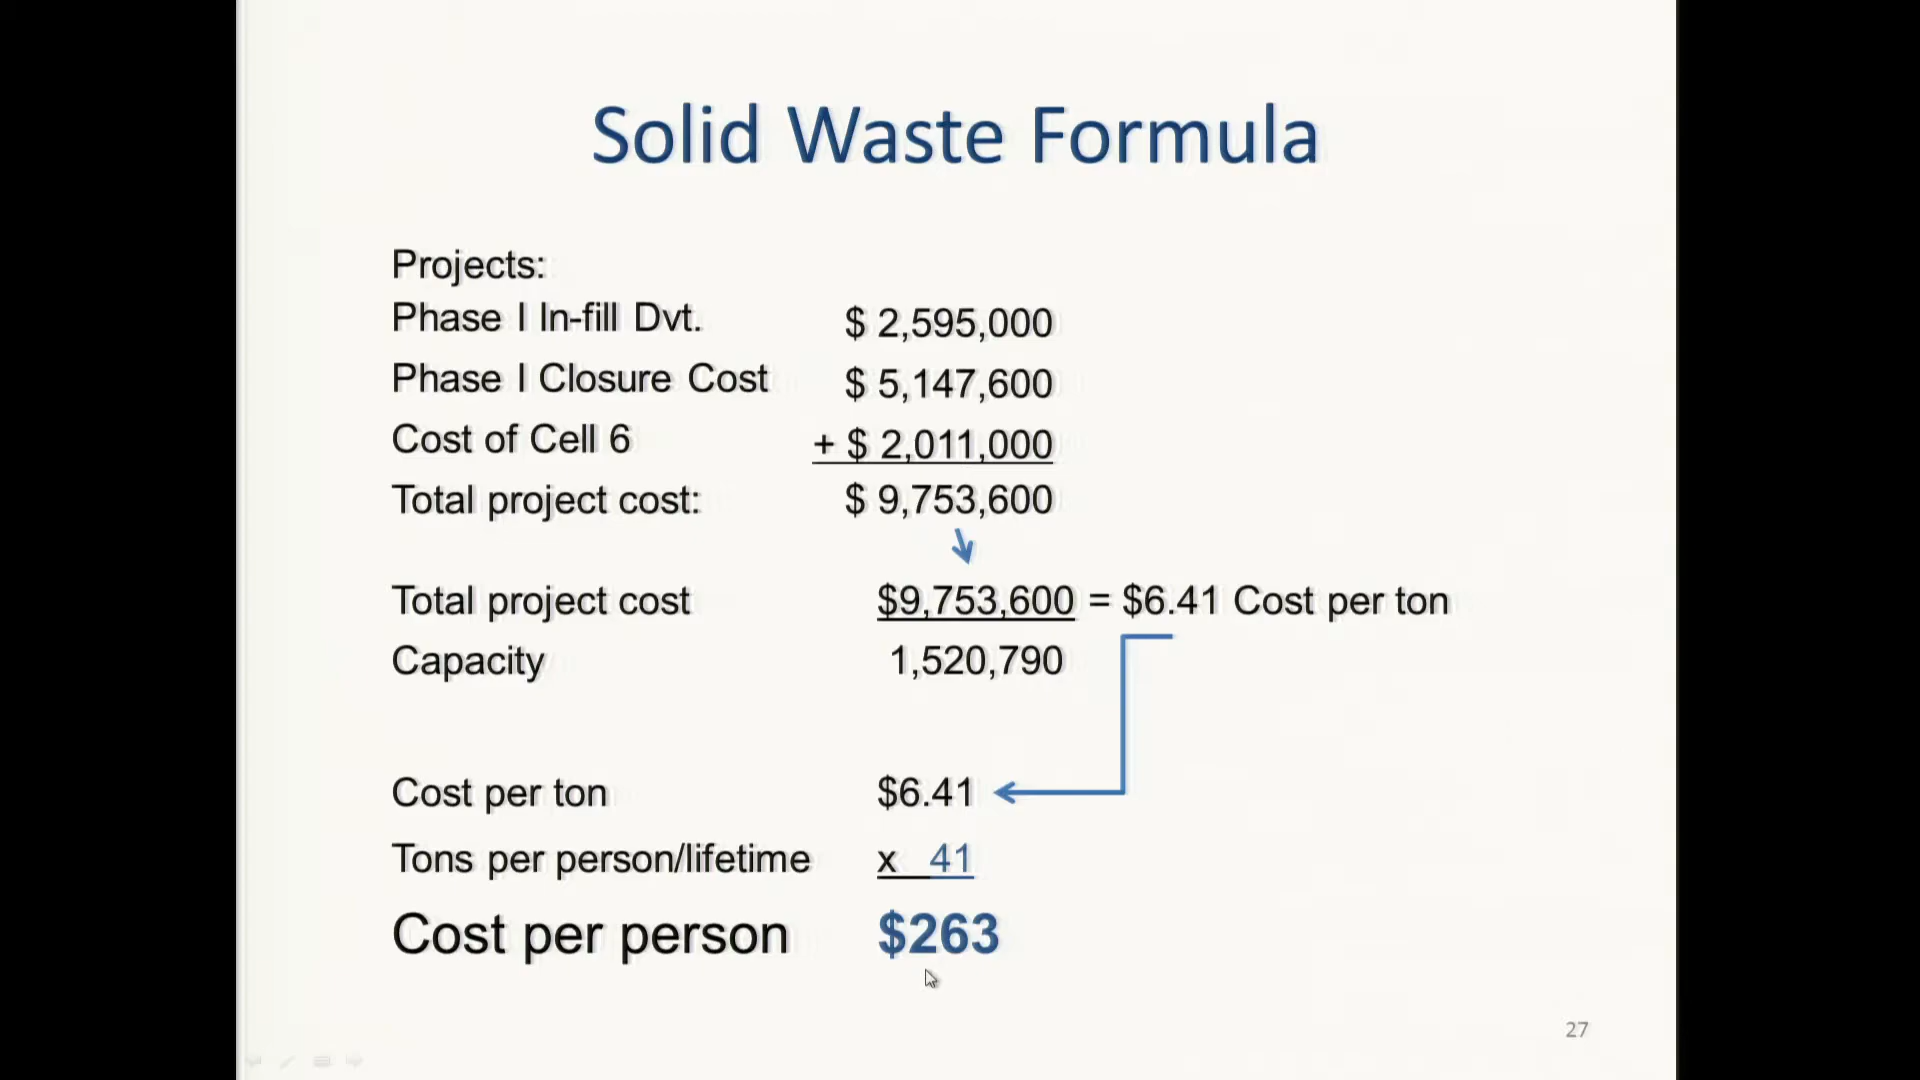 Solid Waste Formula
Projects:
Phase I In-fill Dvt. $ 2,595,000
Phase I Closure Cost $ 5,147,600
Cost of Cell 6 + $ 2,011,000
Total project cost: $ 9,753,600
Total project cost $9,753,600 = $6.41 Cost per ton
Capacity 1,520,790
Cost per ton $6.41
Tons per person/lifetime x 41
Cost per person $263
27